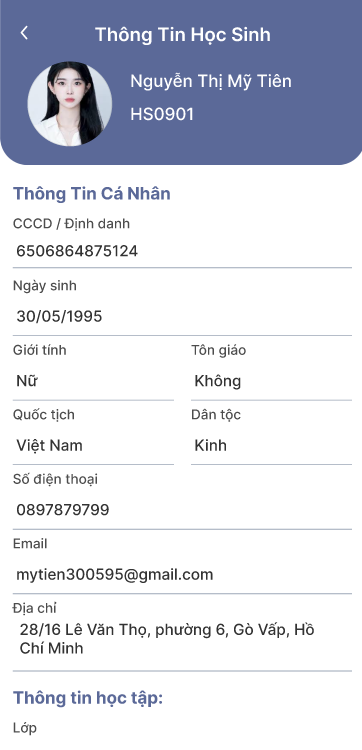 Thông Tin Học Sinh
Nguyễn Thị Mỹ Tiên
HS0901
Thông Tin Cá Nhân
CCCD / Định danh
6506864875124
Ngày sinh
30/05/1995
Giới tính
Tôn giáo
Nữ
Không
Quốc tịch
Dân tộc
Việt Nam
Kinh
Số điện thoại
0897879799
Email
mytien300595@gmail.com
Địa chỉ
28/16 Lê Văn Thọ, phường 6, Gò Vấp, Hồ
Chí Minh
Thông tin học tập:
Lớp